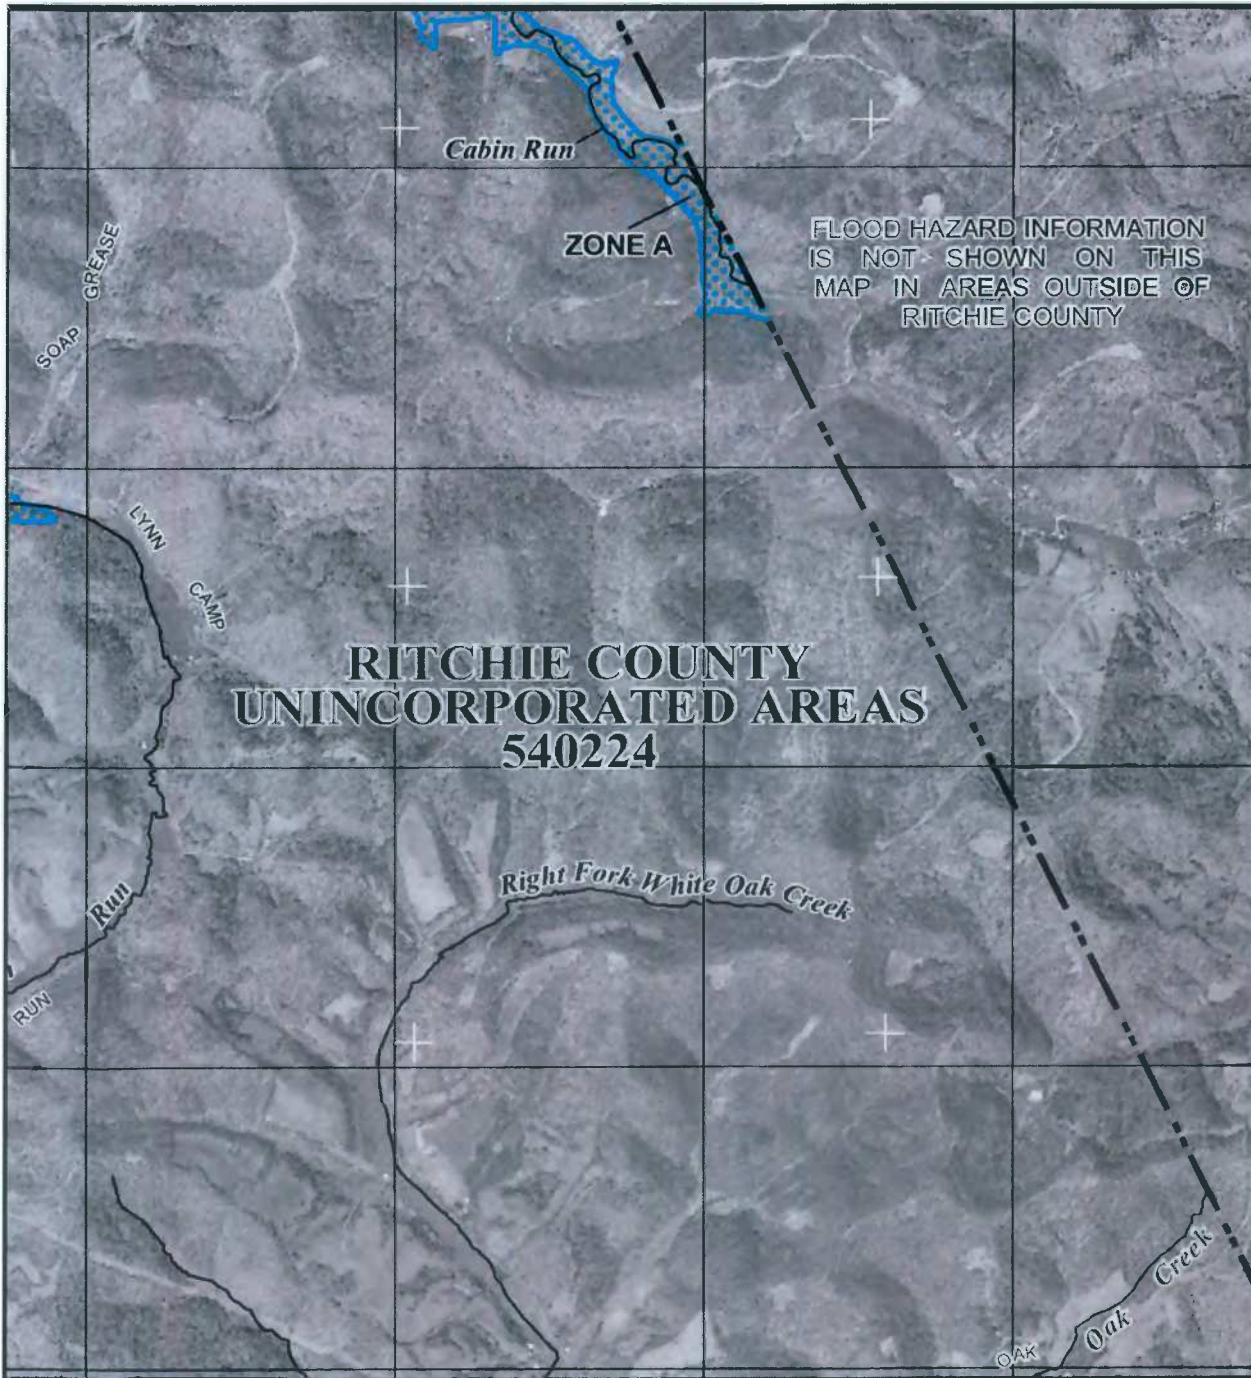 Cabin Run
ZONE A
FLOOD HAZARD INFORMATION
IS NOT SHOWN ON THIS
MAP IN AREAS OUTSIDE OF
RITCHIE COUNTY
SOAP GREASE
LYNN CAMP
RITCHIE COUNTY
UNINCORPORATED AREAS
540224
Right Fork White Oak Creek
Run
RUN
Oak Creek
OAK